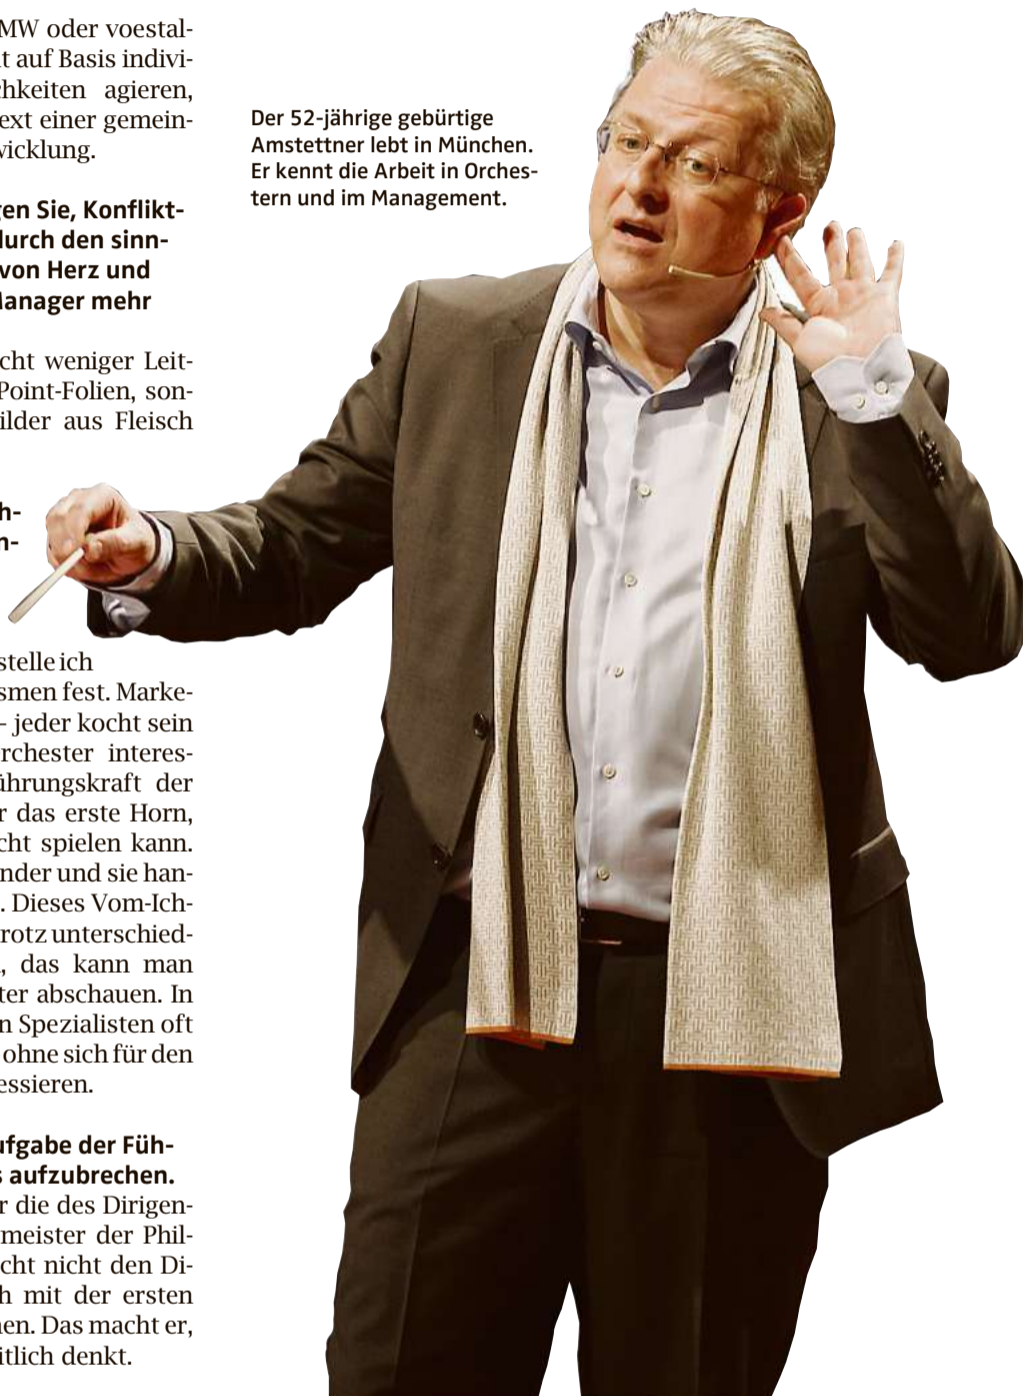 MW oder voestal-
t auf Basis indivi-
chkeiten agieren,
ext einer gemein-
wicklung.
gen Sie, Konflikt-
durch den sinn-
von Herz und
Manager mehr
cht weniger Leit-
Point-Folien, son-
ilder aus Fleisch
h-
n-
stelle ich
smen fest. Marke-
– jeder kocht sein
rchester interes-
ührungskraft der
r das erste Horn,
cht spielen kann.
nder und sie han-
. Dieses Vom-Ich-
rotz unterschied-
, das kann man
ter abschauen. In
n Spezialisten oft
ohne sich für den
essieren.
ufgabe der Füh-
s aufzubrechen.
r die des Dirigen-
meister der Phil-
cht nicht den Di-
h mit der ersten
nen. Das macht er,
itlich denkt.
Der 52-jährige gebürtige
Amstettner lebt in München.
Er kennt die Arbeit in Orches-
tern und im Management.